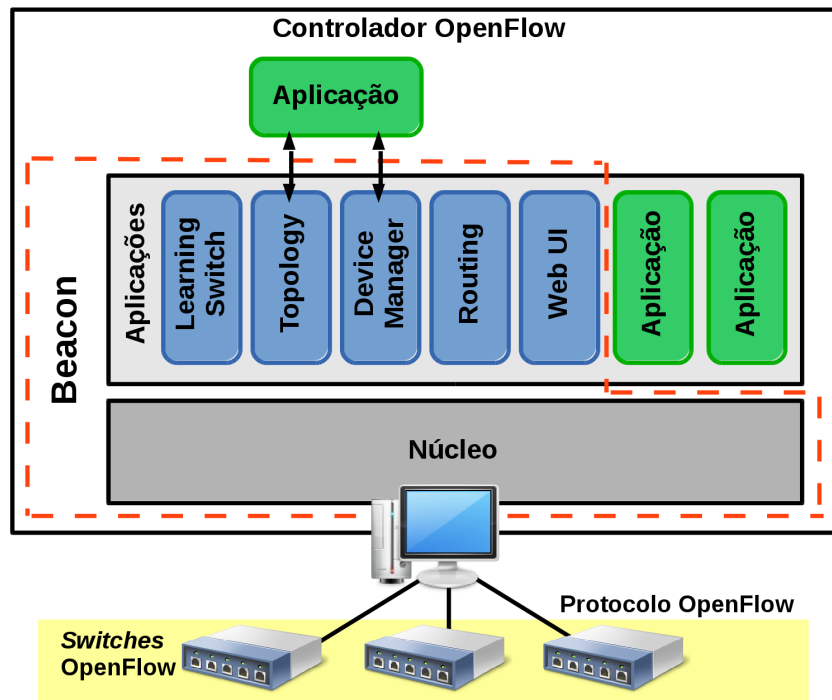 Controlador OpenFlow
Aplicação
Beacon
Aplicações
Learning
Switch
Topology
Device
Manager
Routing
Web UI
Aplicação
Aplicação
Núcleo
Protocolo OpenFlow
Switches
OpenFlow